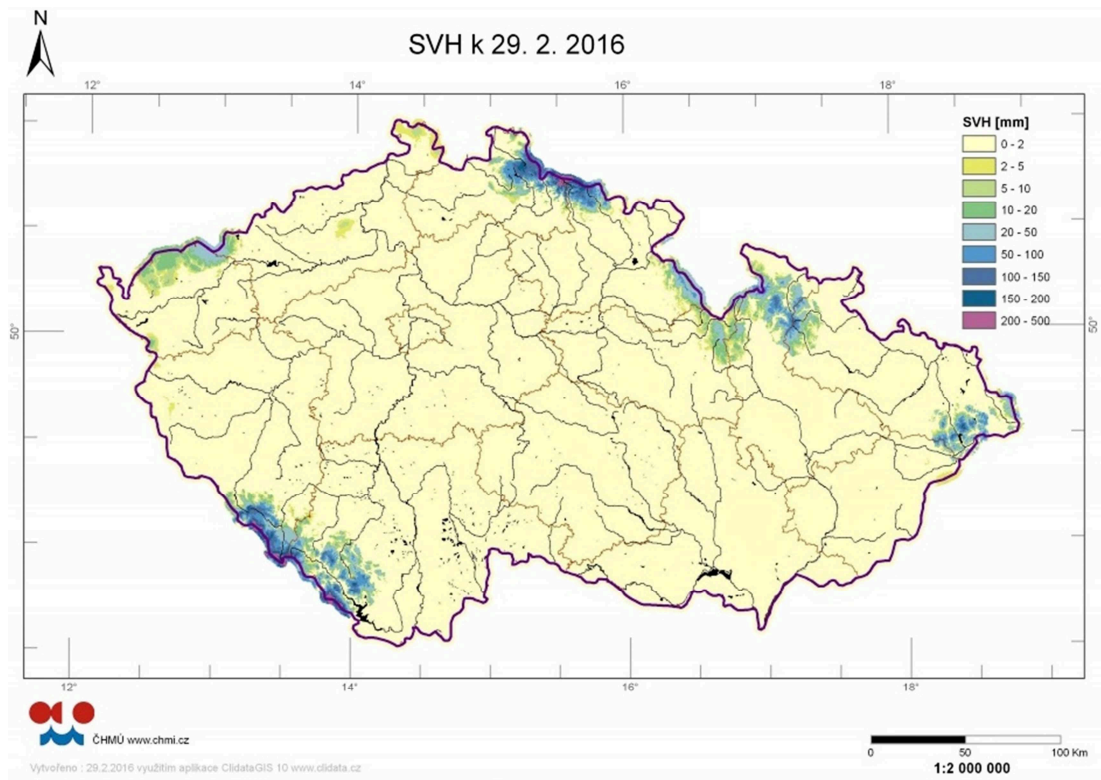 N
SVH k 29. 2. 2016
12° 14° 16° 18°
SVH [mm]
0 - 2
2 - 5
5 - 10
10 - 20
20 - 50
50 - 100
100 - 150
150 - 200
200 - 500
50° 50°
12° 14° 16° 18°
ČHMÚ www.chmi.cz
0 50 100 Km
1:2 000 000
Vytvořeno : 29.2.2016 využitím aplikace ClidataGIS 10 www.clidata.cz